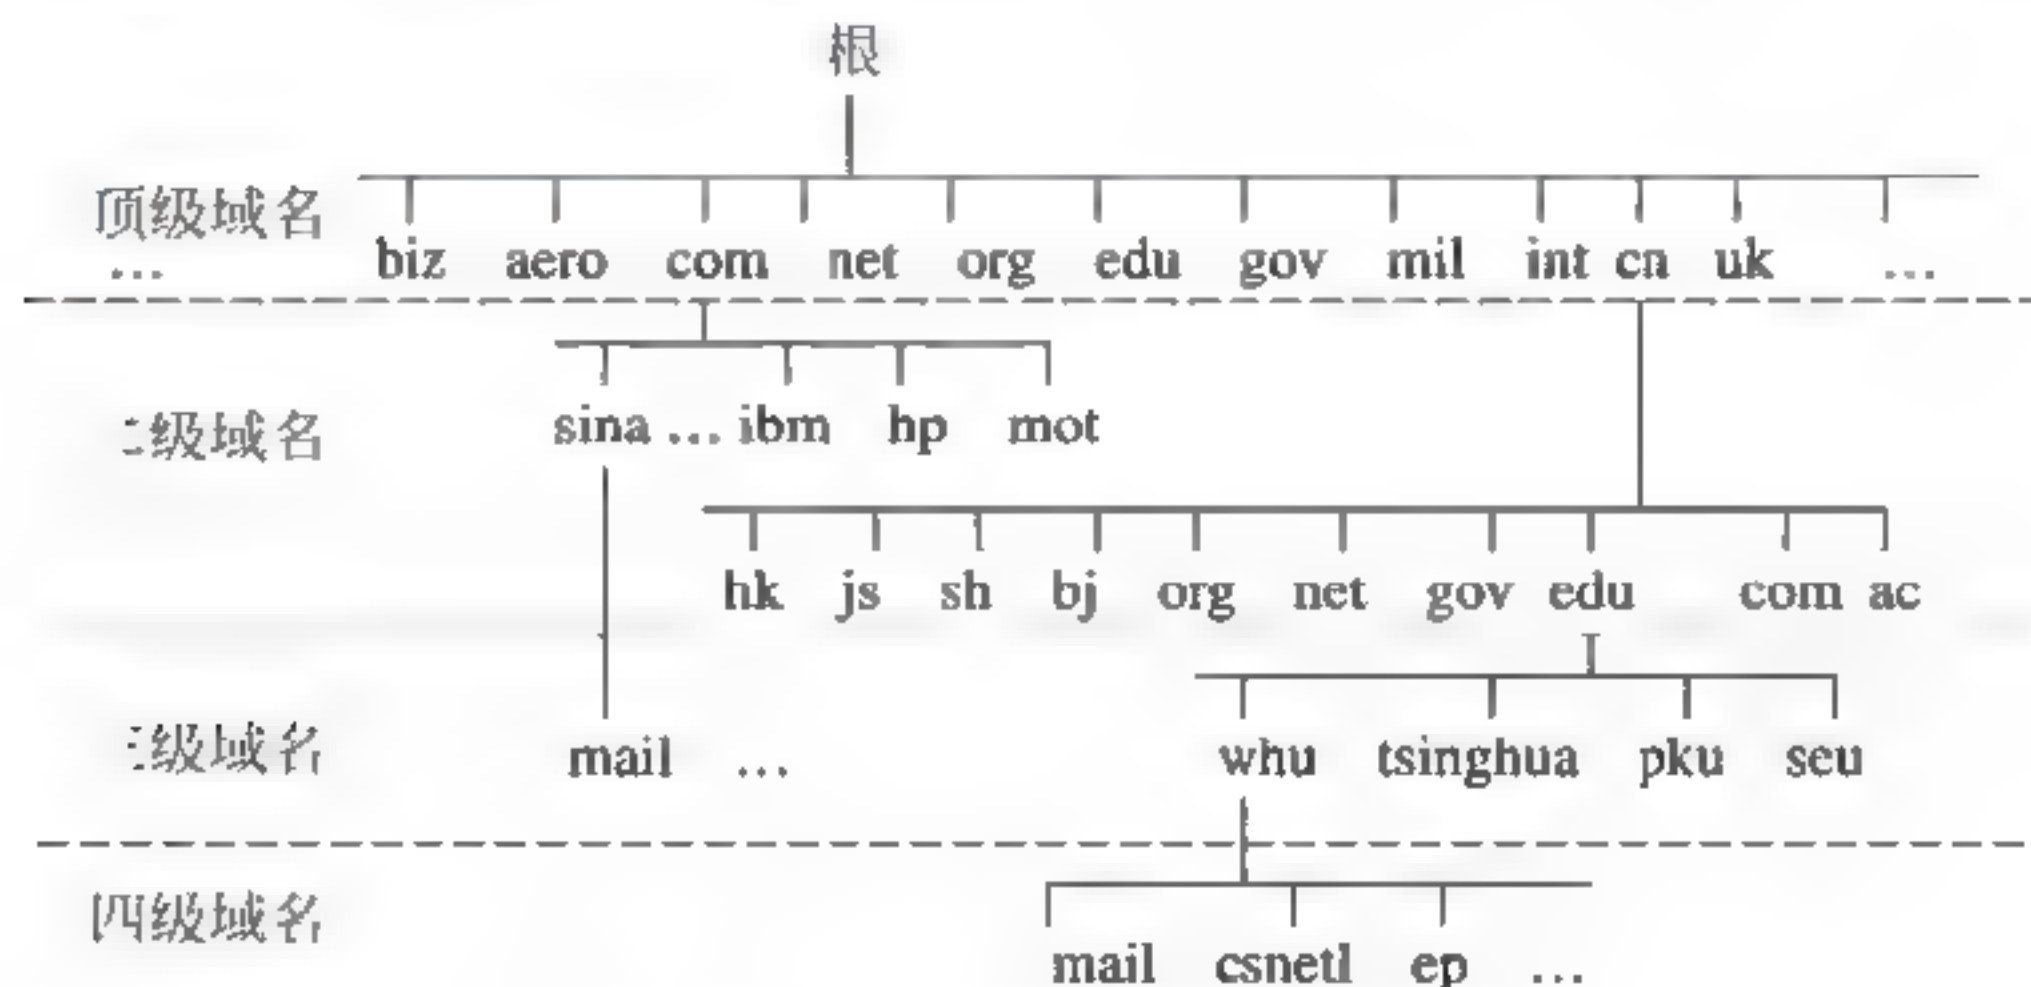 根
顶级域名
biz aero com net org edu gov mil int cn uk ...
...
sina ... ibm hp mot
二级域名
hk js sh bj org net gov edu com ac
三级域名
mail ... whu tsinghua pku seu
四级域名
mail csnetl ep ...